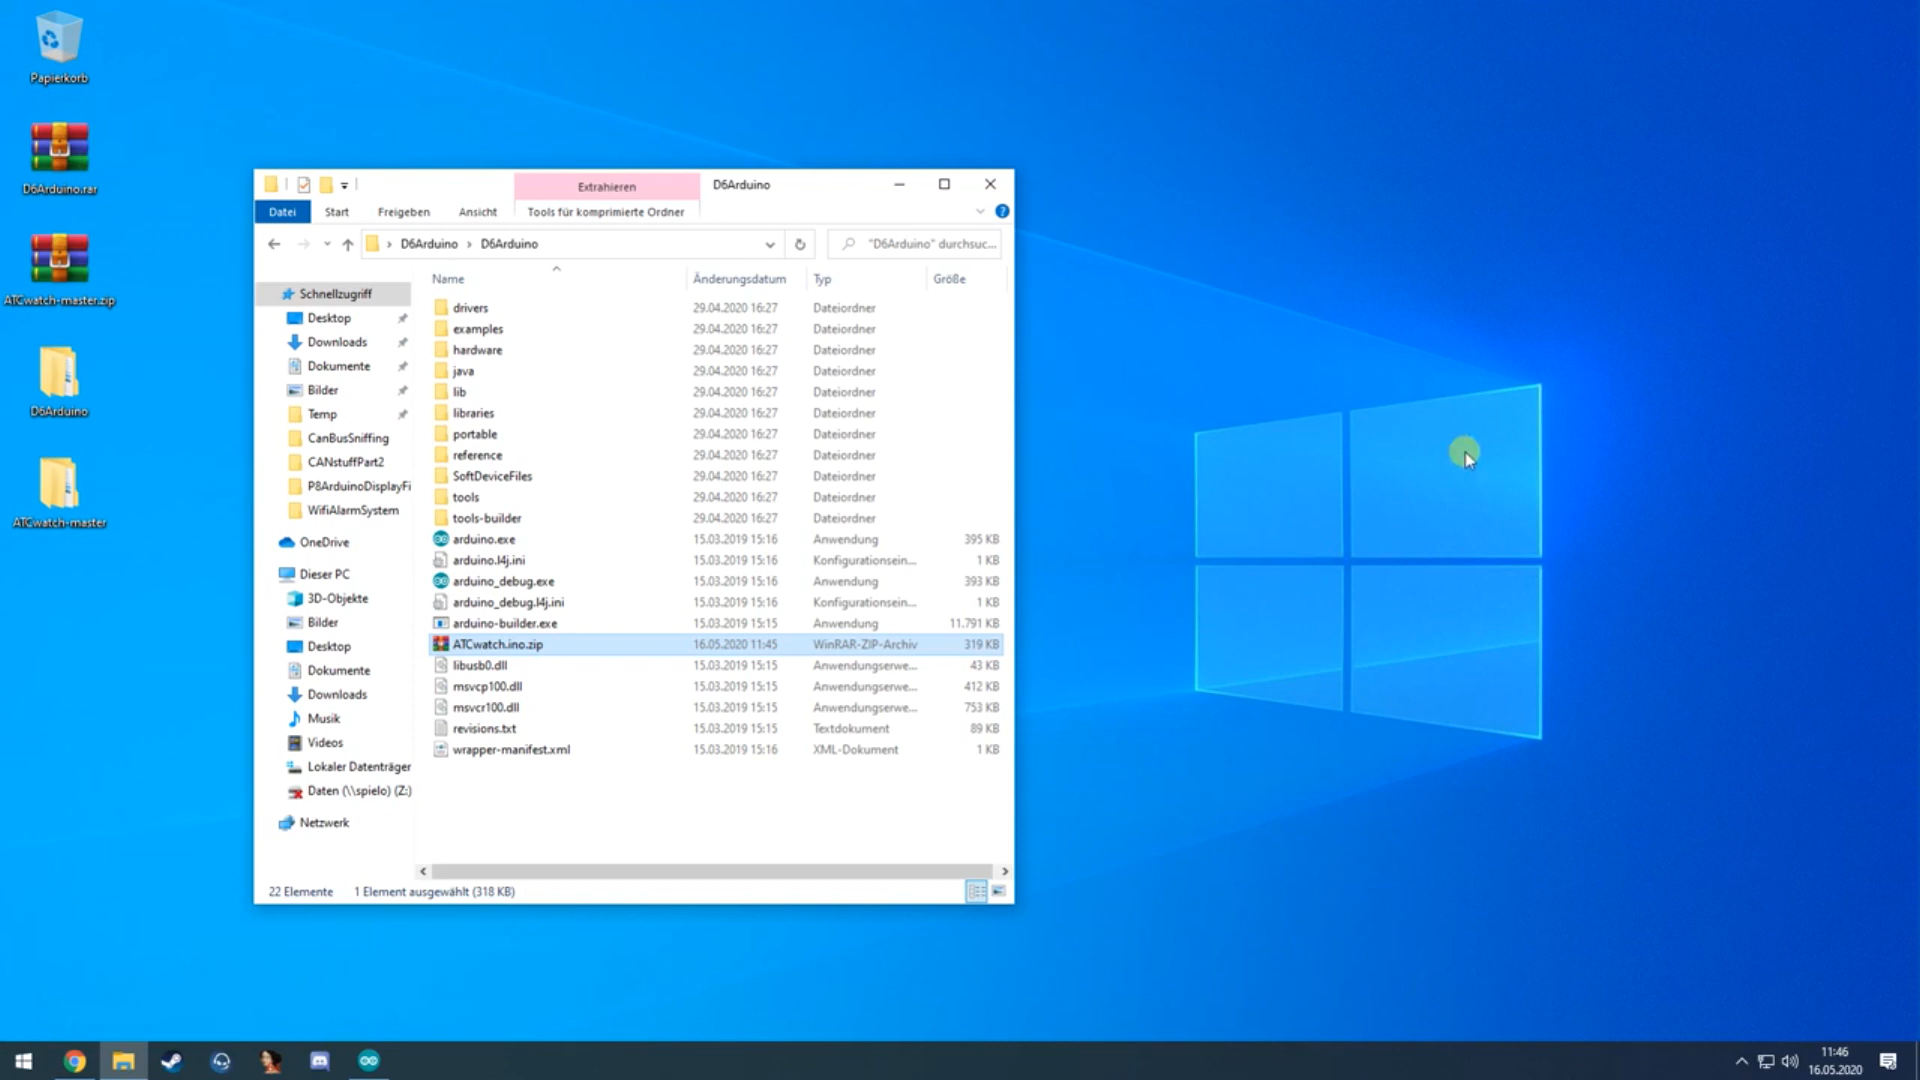 Papierkorb
D6Arduino.rar
ATCwatch-master.zip
D6Arduino
ATCwatch-master
Extrahieren
D6Arduino
Datei Start Freigeben Ansicht Tools für komprimierte Ordner
D6Arduino D6Arduino
"D6Arduino" durchsuc...
Name Änderungsdatum Typ Größe
Schnellzugriff
Desktop
Downloads
Dokumente
Bilder
Temp
CanBusSniffing
CANstuffPart2
P8ArduinoDisplayFi
WifiAlarmSystem
OneDrive
Dieser PC
3D-Objekte
Bilder
Desktop
Dokumente
Downloads
Musik
Videos
Lokaler Datenträger
Daten (\\spielo) (Z:)
Netzwerk
drivers 29.04.2020 16:27 Dateiordner
examples 29.04.2020 16:27 Dateiordner
hardware 29.04.2020 16:27 Dateiordner
java 29.04.2020 16:27 Dateiordner
lib 29.04.2020 16:27 Dateiordner
libraries 29.04.2020 16:27 Dateiordner
portable 29.04.2020 16:27 Dateiordner
reference 29.04.2020 16:27 Dateiordner
SoftDeviceFiles 29.04.2020 16:27 Dateiordner
tools 29.04.2020 16:27 Dateiordner
tools-builder 29.04.2020 16:27 Dateiordner
arduino.exe 15.03.2019 15:16 Anwendung 395 KB
arduino.l4j.ini 15.03.2019 15:16 Konfigurationsein... 1 KB
arduino_debug.exe 15.03.2019 15:16 Anwendung 393 KB
arduino_debug.l4j.ini 15.03.2019 15:16 Konfigurationsein... 1 KB
arduino-builder.exe 15.03.2019 15:15 Anwendung 11.791 KB
ATCwatch.ino.zip 16.05.2020 11:45 WinRAR-ZIP-Archiv 319 KB
libusb0.dll 15.03.2019 15:15 Anwendungserwe... 43 KB
msvcp100.dll 15.03.2019 15:15 Anwendungserwe... 412 KB
msvcr100.dll 15.03.2019 15:15 Anwendungserwe... 753 KB
revisions.txt 15.03.2019 15:15 Textdokument 89 KB
wrapper-manifest.xml 15.03.2019 15:16 XML-Dokument 1 KB
22 Elemente 1 Element ausgewählt (318 KB)
11:46
16.05.2020